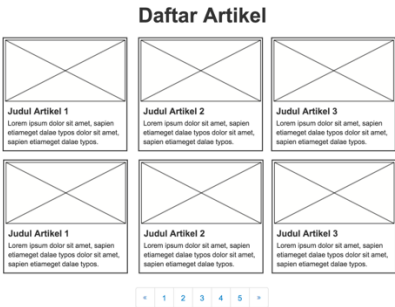 Daftar Artikel
Judul Artikel 1
Lorem ipsum dolor sit amet, sapien
etiameget dalae typos dolor sit amet,
sapien etiameget dalae typos.
Judul Artikel 2
Lorem ipsum dolor sit amet, sapien
etiameget dalae typos dolor sit amet,
sapien etiameget dalae typos.
Judul Artikel 3
Lorem ipsum dolor sit amet, sapien
etiameget dalae typos dolor sit amet,
sapien etiameget dalae typos.
Judul Artikel 1
Lorem ipsum dolor sit amet, sapien
etiameget dalae typos dolor sit amet,
sapien etiameget dalae typos.
Judul Artikel 2
Lorem ipsum dolor sit amet, sapien
etiameget dalae typos dolor sit amet,
sapien etiameget dalae typos.
Judul Artikel 3
Lorem ipsum dolor sit amet, sapien
etiameget dalae typos dolor sit amet,
sapien etiameget dalae typos.
« 1 2 3 4 5 »